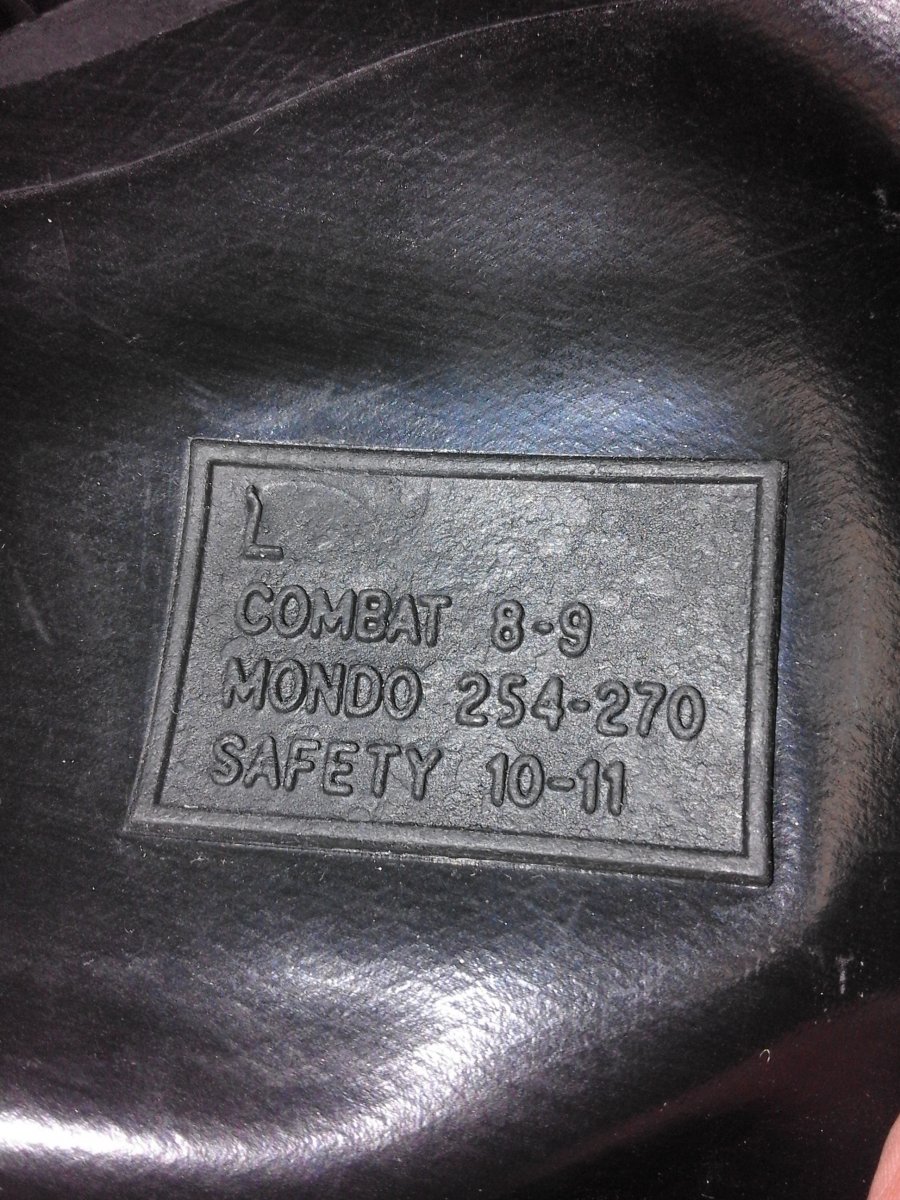 L
COMBAT 8-9
MONDO 254-270
SAFETY 10-11